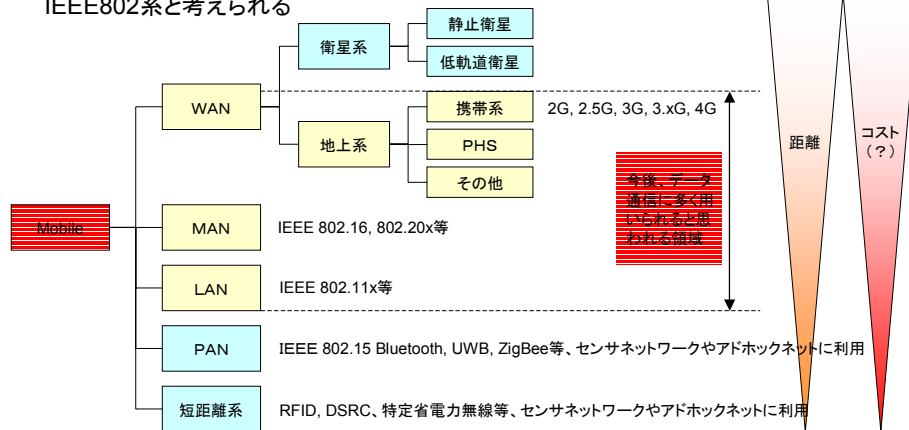 IEEE802系と考えられる
静止衛星
衛星系
低軌道衛星
WAN
携帯系
2G, 2.5G, 3G, 3.xG, 4G
地上系
PHS
その他
距離
コスト
(?)
今後、データ
通信に多く用
いられると思
われる領域
Mobile
MAN
IEEE 802.16, 802.20x等
LAN
IEEE 802.11x等
PAN
IEEE 802.15 Bluetooth, UWB, ZigBee等、センサネットワークやアドホックネットに利用
短距離系
RFID, DSRC、特定省電力無線等、センサネットワークやアドホックネットに利用